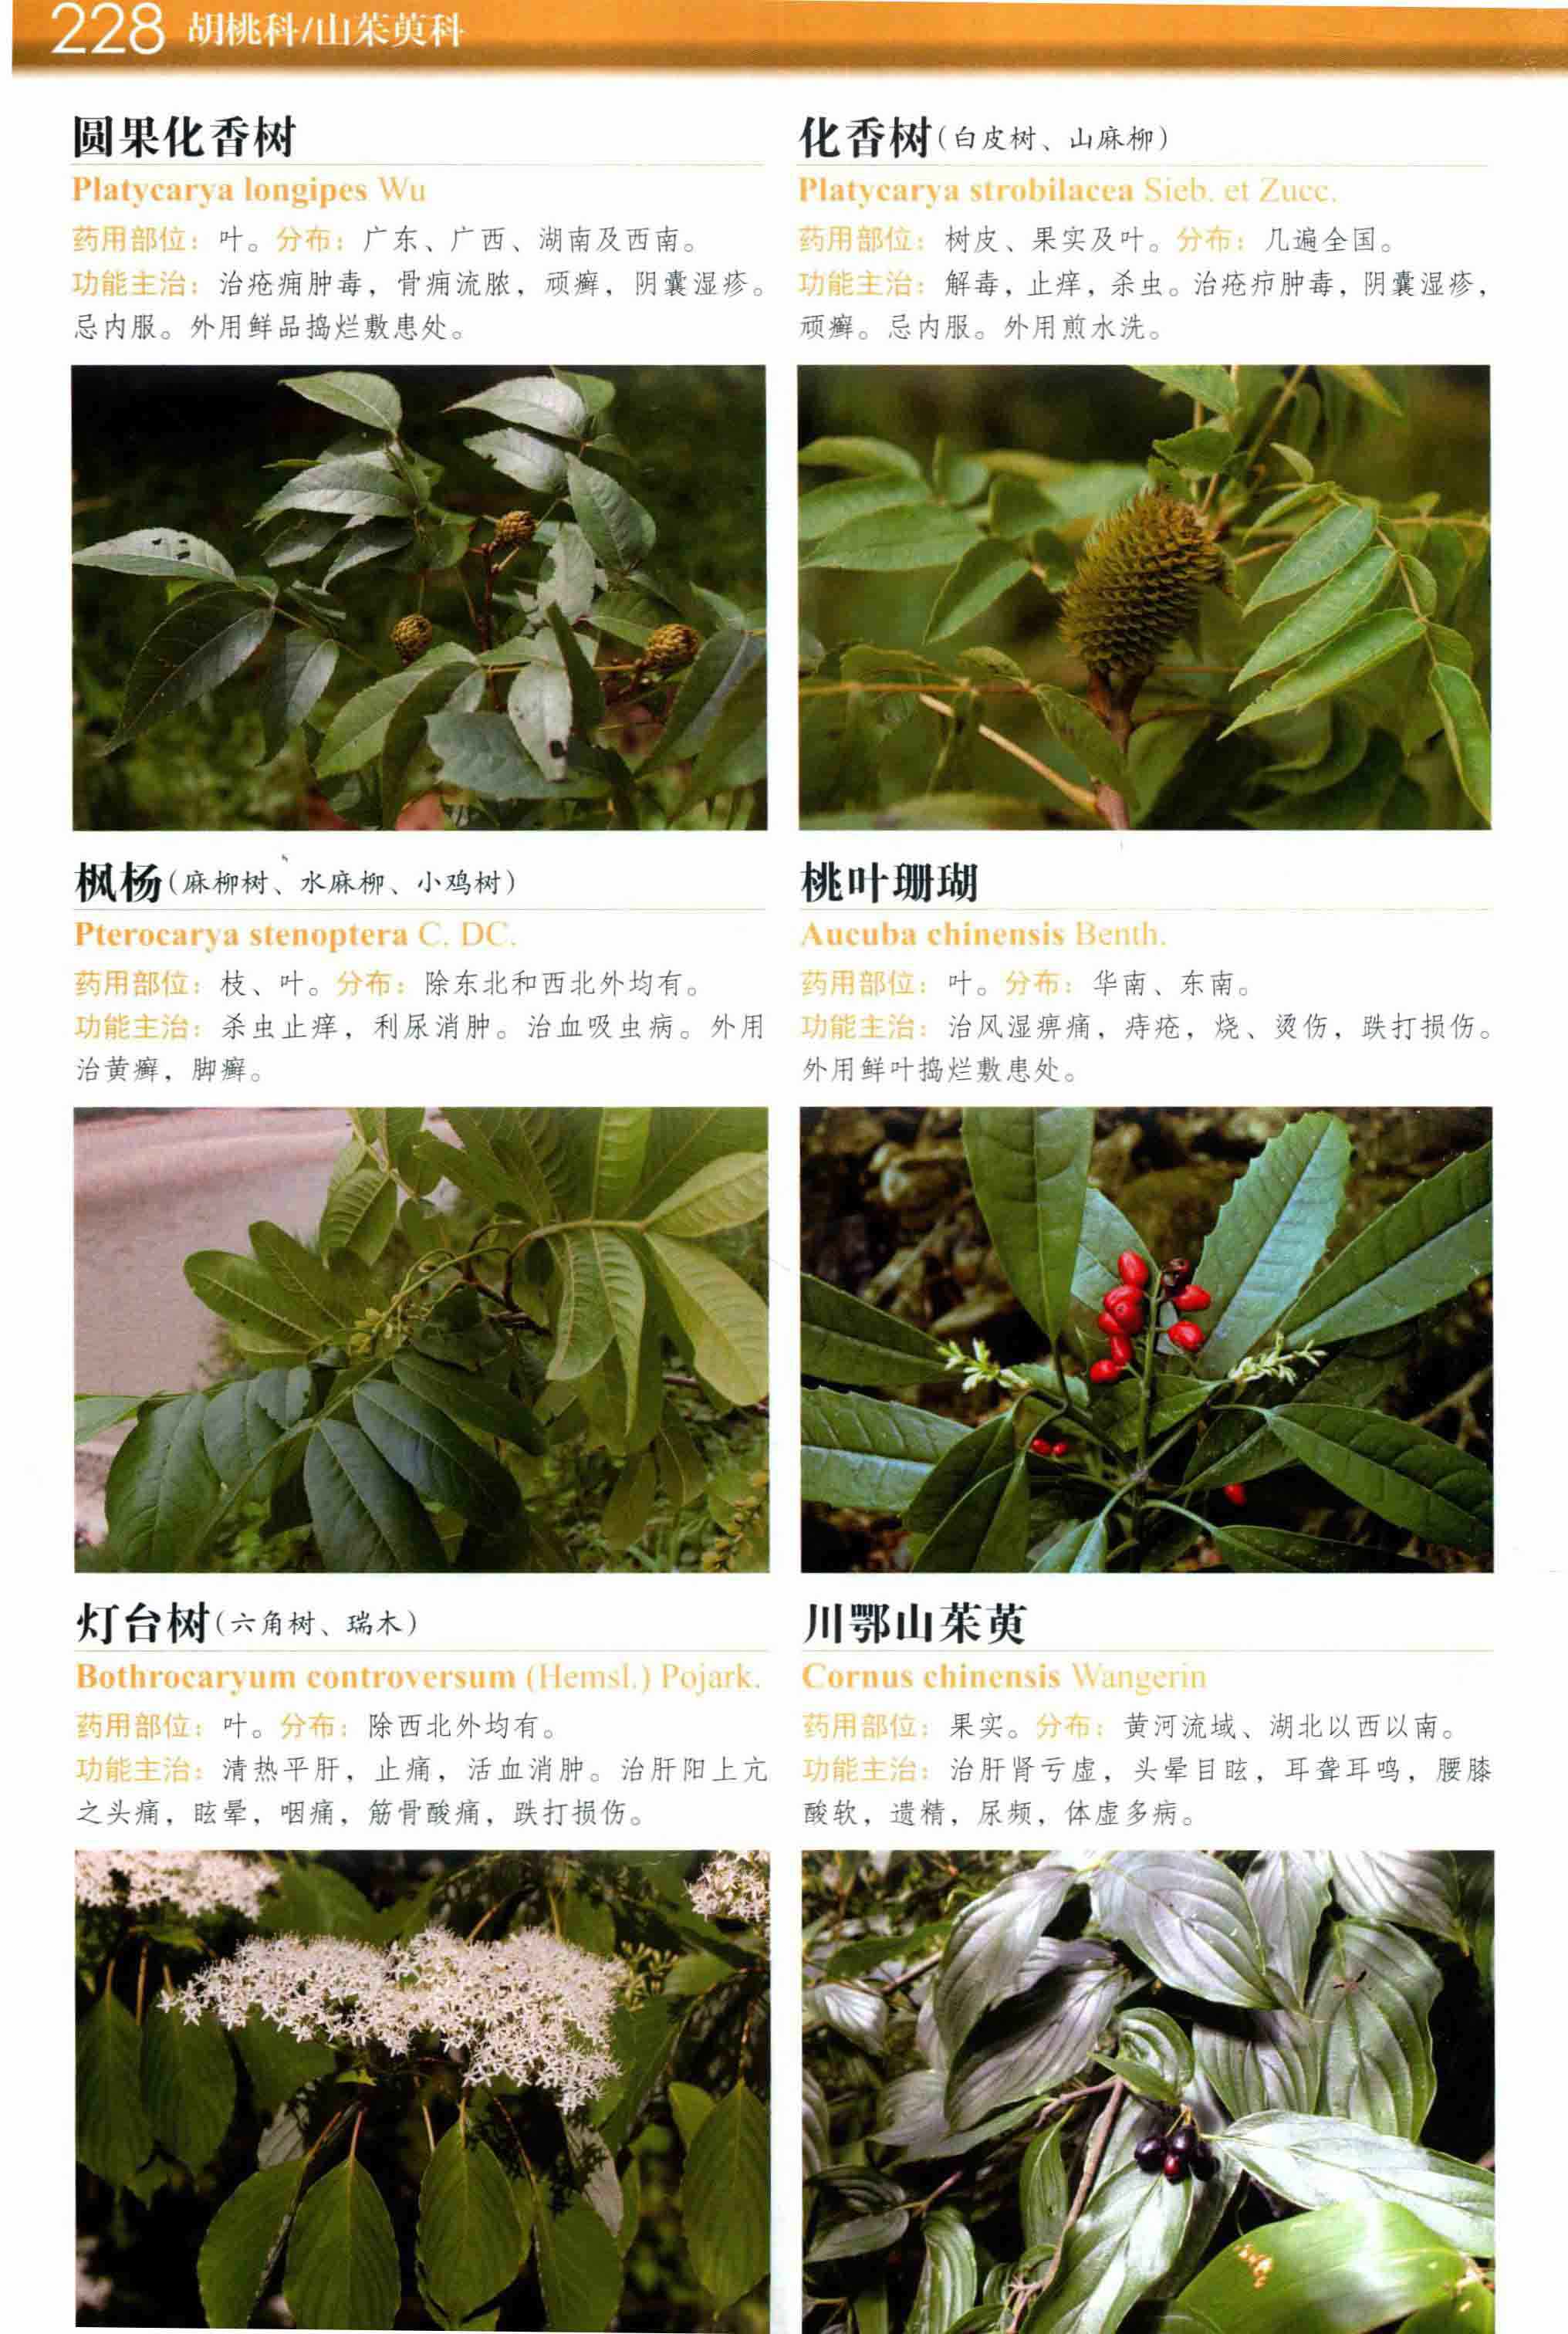 228 胡桃科/山茱萸科
圆果化香树
Platycarya longipes Wu
药用部位：叶。分布：广东、广西、湖南及西南。
功能主治：治疮痈肿毒，骨痈流脓，顽癣，阴囊湿疹。
忌内服。外用鲜品捣烂敷患处。
化香树（白皮树、山麻柳）
Platycarya strobilacea Sieb. et Zucc.
药用部位：树皮、果实及叶。分布：几遍全国。
功能主治：解毒，止痒，杀虫。治疮疖肿毒，阴囊湿疹，
顽癣。忌内服。外用煎水洗。
枫杨（麻柳树、水麻柳、小鸡树）
Pterocarya stenoptera C. DC.
药用部位：枝、叶。分布：除东北和西北外均有。
功能主治：杀虫止痒，利尿消肿。治血吸虫病。外用
治黄癣，脚癣。
桃叶珊瑚
Aucuba chinensis Benth.
药用部位：叶。分布：华南、东南。
功能主治：治风湿痹痛，痔疮，烧、烫伤，跌打损伤。
外用鲜叶捣烂敷患处。
灯台树（六角树、瑞木）
Bothrocaryum controversum (Hemsl.) Pojark.
药用部位：叶。分布：除西北外均有。
功能主治：清热平肝，止痛，活血消肿。治肝阳上亢
之头痛，眩晕，咽痛，筋骨酸痛，跌打损伤。
川鄂山茱萸
Cornus chinensis Wangerin
药用部位：果实。分布：黄河流域、湖北以西以南。
功能主治：治肝肾亏虚，头晕目眩，耳聋耳鸣，腰膝
酸软，遗精，尿频，体虚多病。